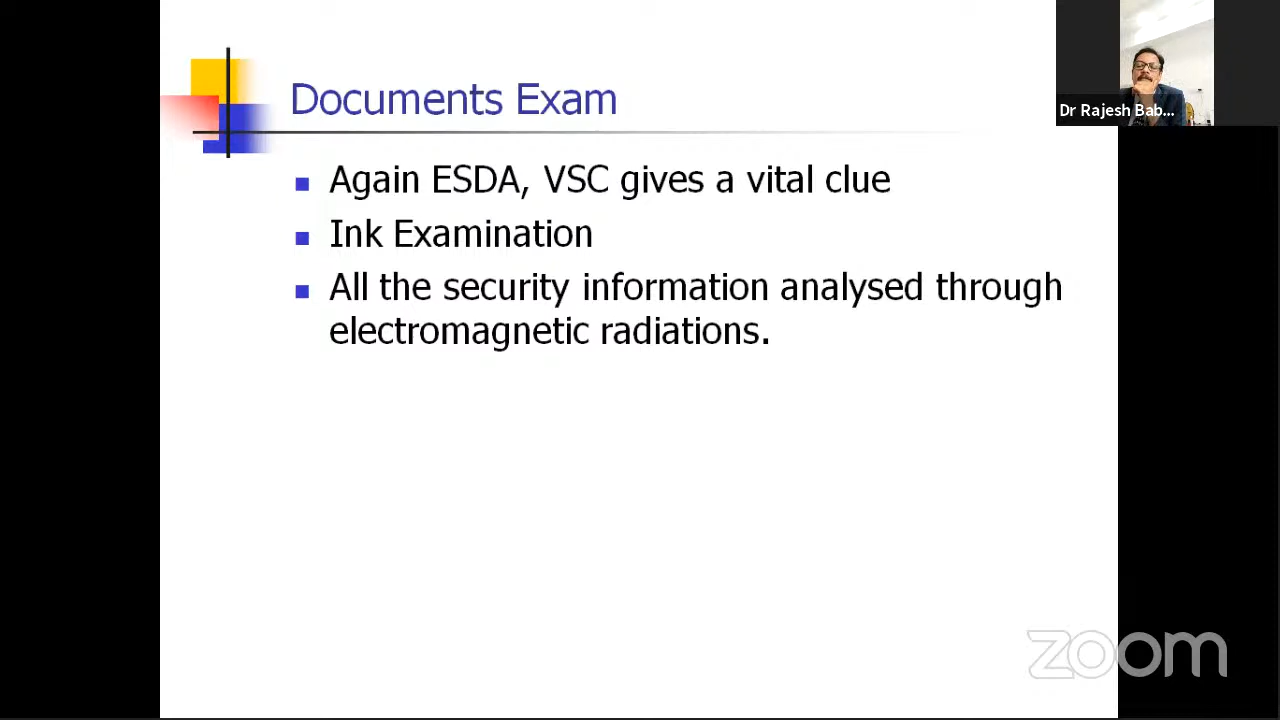 Documents Exam
Again ESDA, VSC gives a vital clue
Ink Examination
All the security information analysed through
electromagnetic radiations.
Dr Rajesh Bab...
zoom